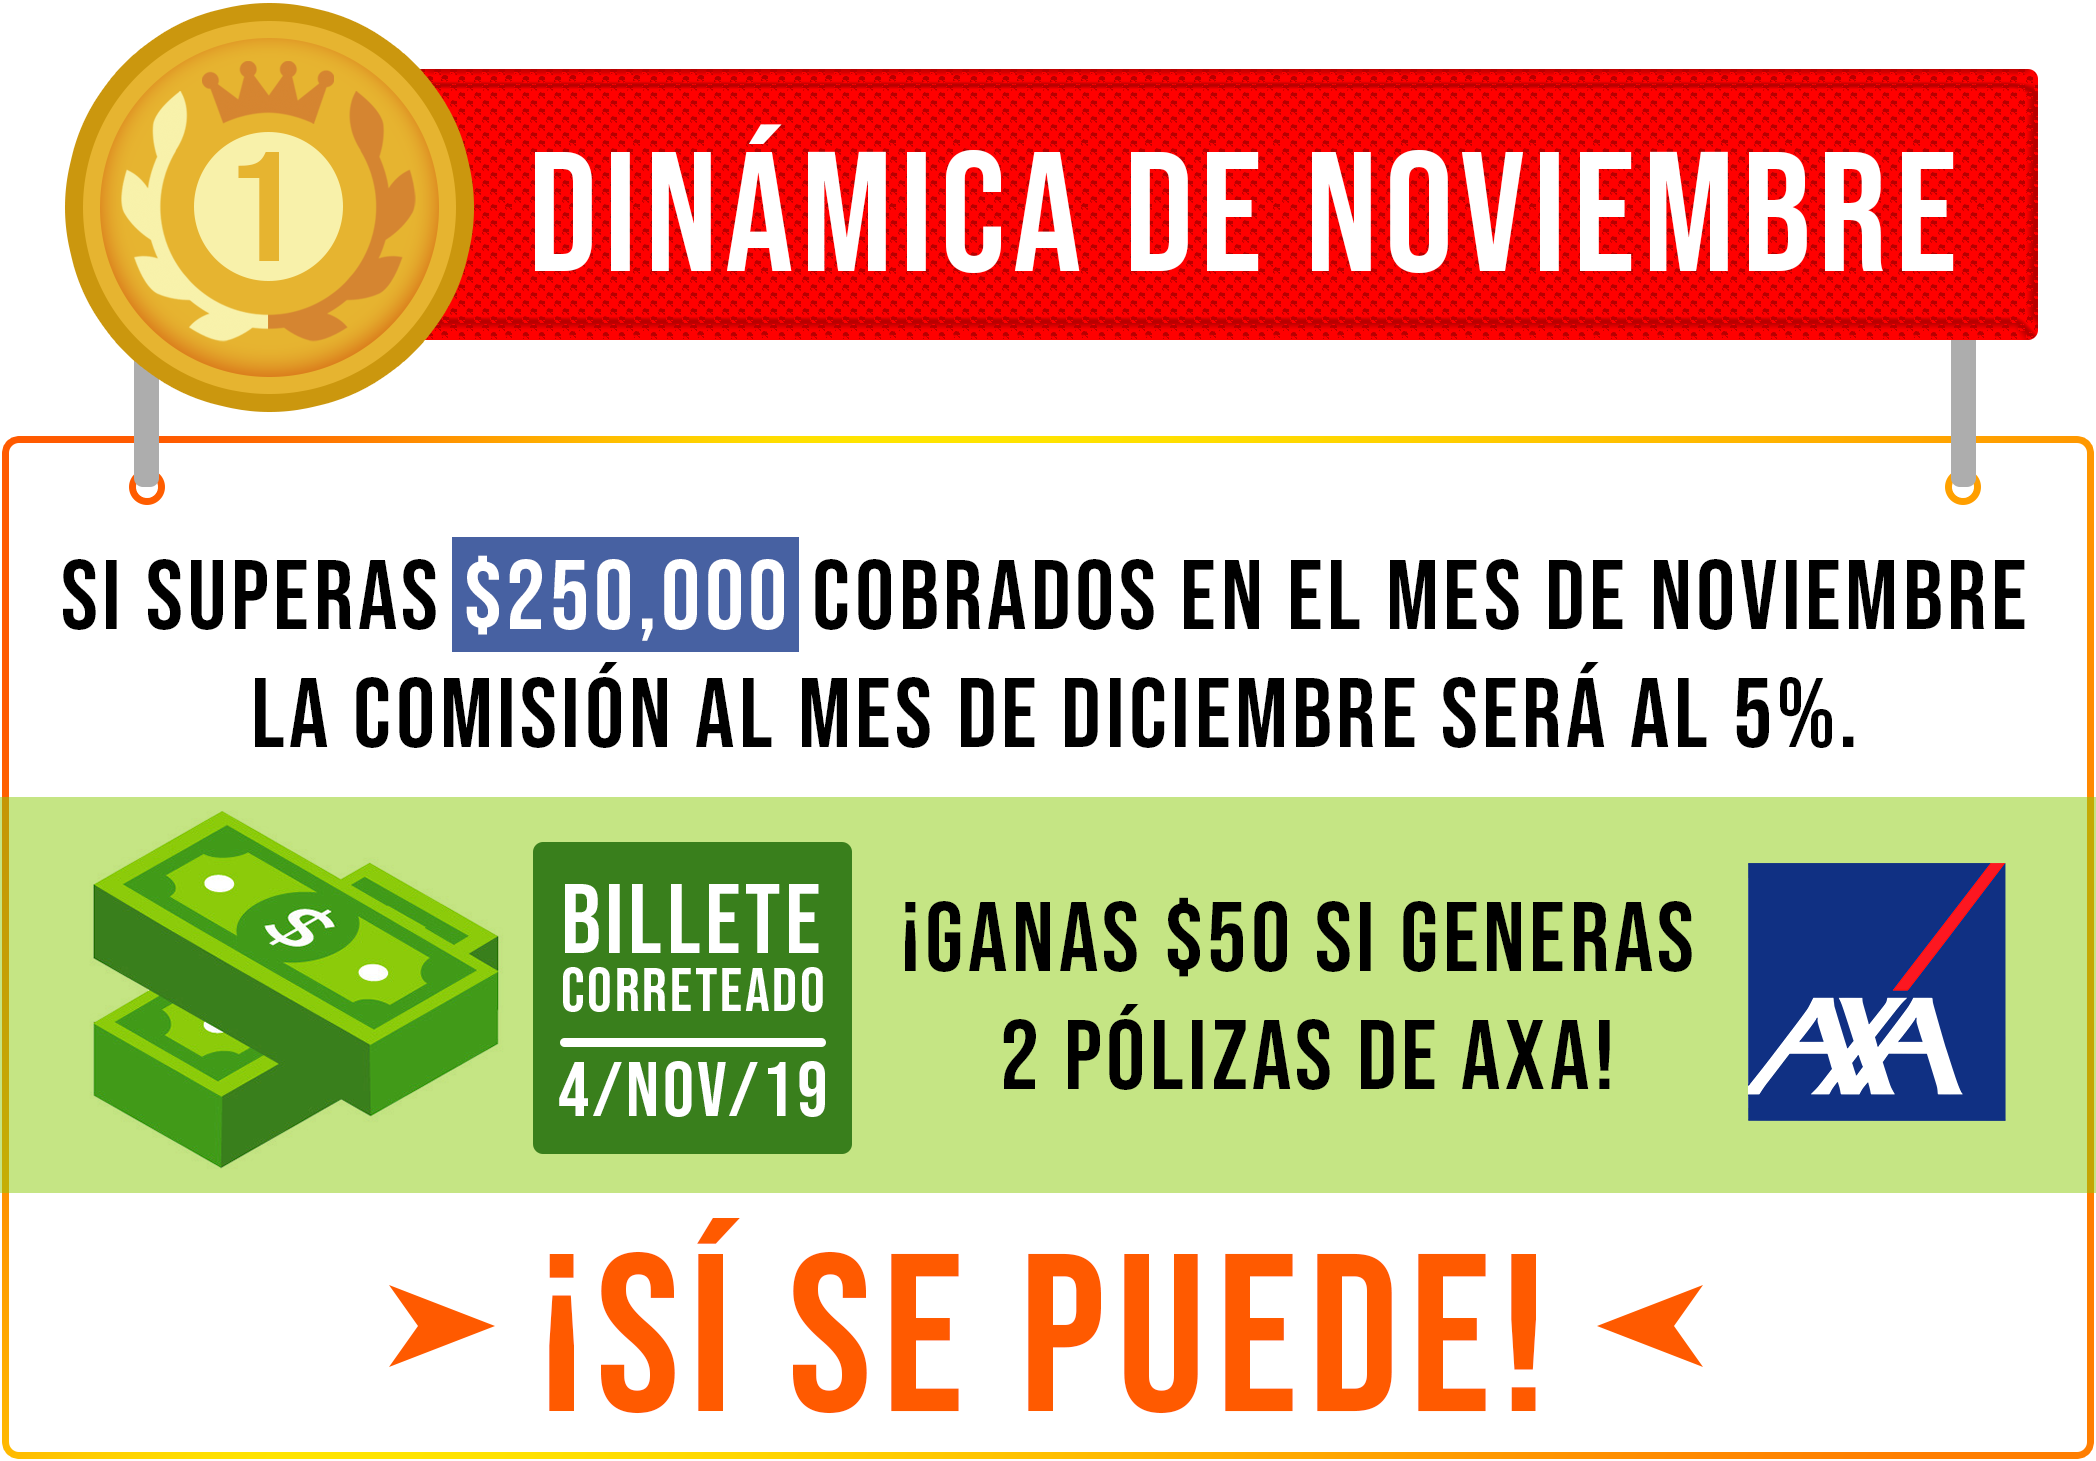 1
DINÁMICA DE NOVIEMBRE
SI SUPERAS $250,000 COBRADOS EN EL MES DE NOVIEMBRE
LA COMISIÓN AL MES DE DICIEMBRE SERÁ AL 5%.
$
BILLETE
CORRETEADO
4/NOV/19
¡GANAS $50 SI GENERAS
2 PÓLIZAS DE AXA!
AXA
¡SÍ SE PUEDE!